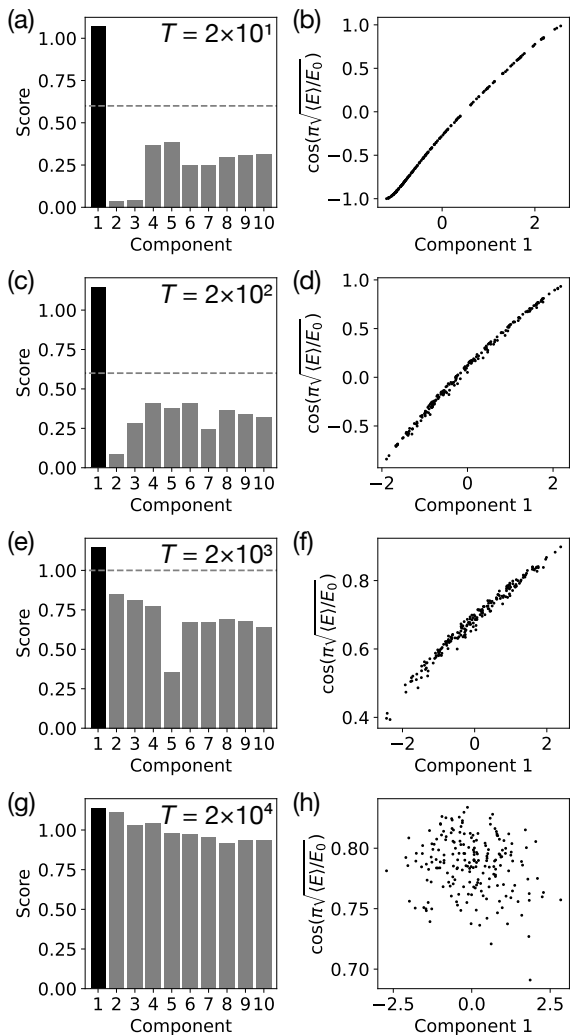 (a)
T = 2×10¹
Score
1.00
0.75
0.50
0.25
0.00
1 2 3 4 5 6 7 8 9 10
Component
(b)
cos(π√⟨E⟩/E₀)
1.0
0.5
0.0
−0.5
−1.0
0 2
Component 1
(c)
T = 2×10²
Score
1.00
0.75
0.50
0.25
0.00
1 2 3 4 5 6 7 8 9 10
Component
(d)
cos(π√⟨E⟩/E₀)
1.0
0.5
0.0
−0.5
−2 0 2
Component 1
(e)
T = 2×10³
Score
1.00
0.75
0.50
0.25
0.00
1 2 3 4 5 6 7 8 9 10
Component
(f)
cos(π√⟨E⟩/E₀)
0.8
0.6
0.4
−2 0 2
Component 1
(g)
T = 2×10⁴
Score
1.00
0.75
0.50
0.25
0.00
1 2 3 4 5 6 7 8 9 10
Component
(h)
cos(π√⟨E⟩/E₀)
0.80
0.75
0.70
−2.5 0.0 2.5
Component 1